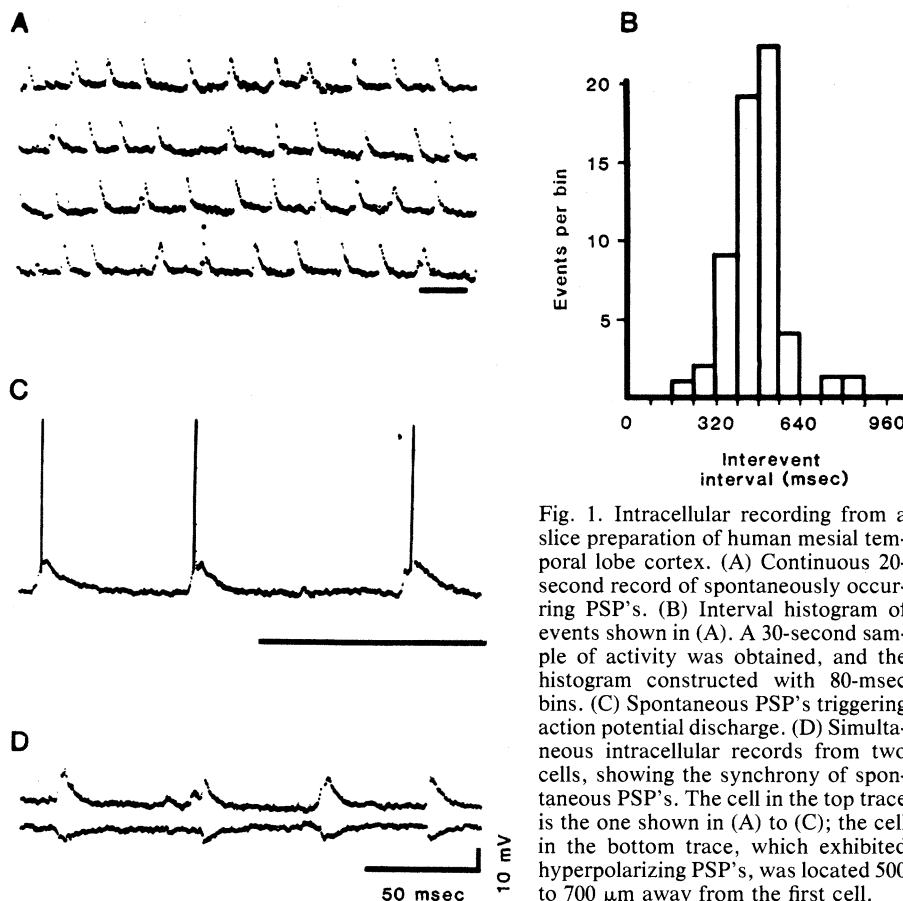 A
B
20
15
10
5
Events per bin
0 320 640 960
Interevent
interval (msec)
C
D
50 msec
10 mV
Fig. 1. Intracellular recording from a
slice preparation of human mesial tem-
poral lobe cortex. (A) Continuous 20-
second record of spontaneously occur-
ring PSP's. (B) Interval histogram of
events shown in (A). A 30-second sam-
ple of activity was obtained, and the
histogram constructed with 80-msec
bins. (C) Spontaneous PSP's triggering
action potential discharge. (D) Simulta-
neous intracellular records from two
cells, showing the synchrony of spon-
taneous PSP's. The cell in the top trace
is the one shown in (A) to (C); the cell
in the bottom trace, which exhibited
hyperpolarizing PSP's, was located 500
to 700 μm away from the first cell.